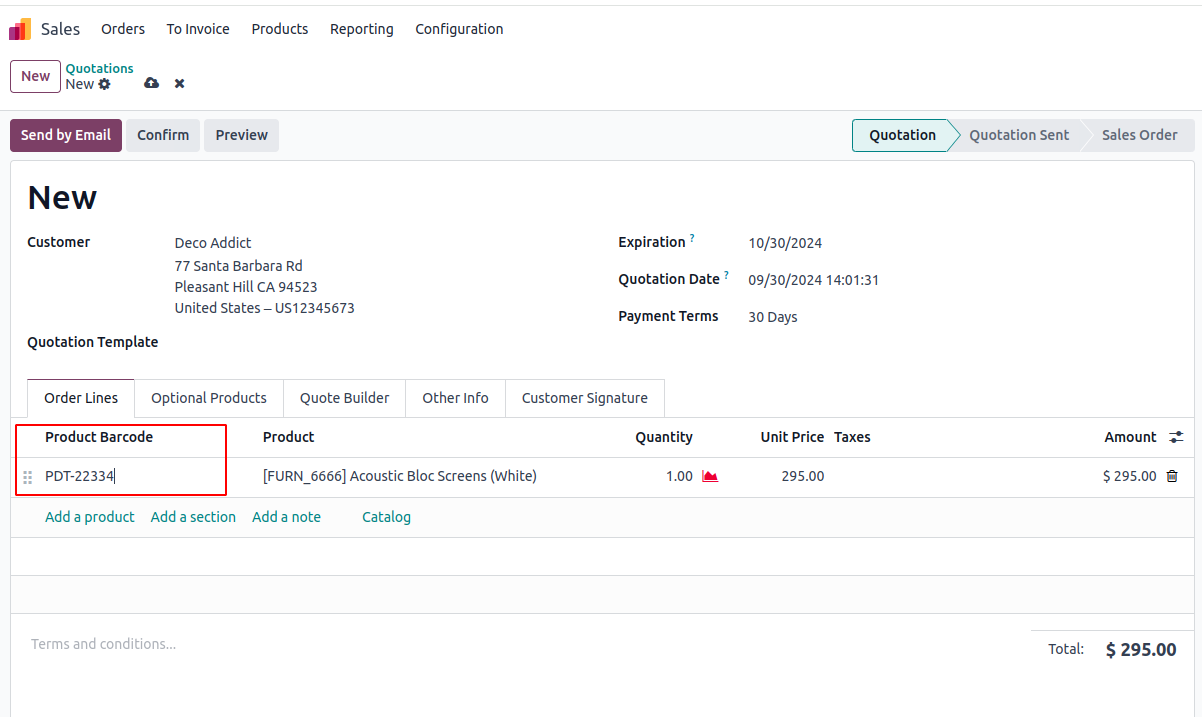 Sales Orders To Invoice Products Reporting Configuration
New Quotations
New
Send by Email Confirm Preview Quotation Quotation Sent Sales Order
New
Customer Deco Addict Expiration ? 10/30/2024
77 Santa Barbara Rd
Quotation Date ? 09/30/2024 14:01:31
Pleasant Hill CA 94523
United States – US12345673 Payment Terms 30 Days
Quotation Template
Order Lines Optional Products Quote Builder Other Info Customer Signature
Product Barcode Product Quantity Unit Price Taxes Amount
PDT-22334 [FURN_6666] Acoustic Bloc Screens (White) 1.00 295.00 $ 295.00
Add a product Add a section Add a note Catalog
Terms and conditions...
Total: $ 295.00